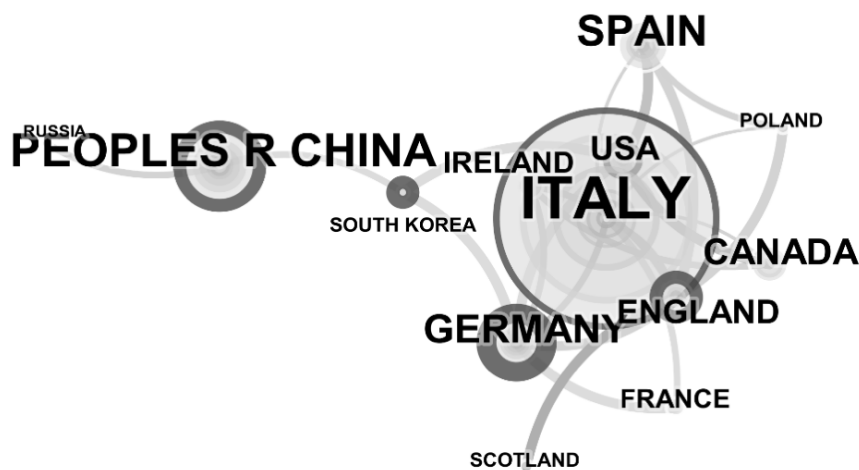 SPAIN
POLAND
RUSSIA
PEOPLES R CHINA
USA
IRELAND
ITALY
SOUTH KOREA
CANADA
ENGLAND
GERMANY
FRANCE
SCOTLAND